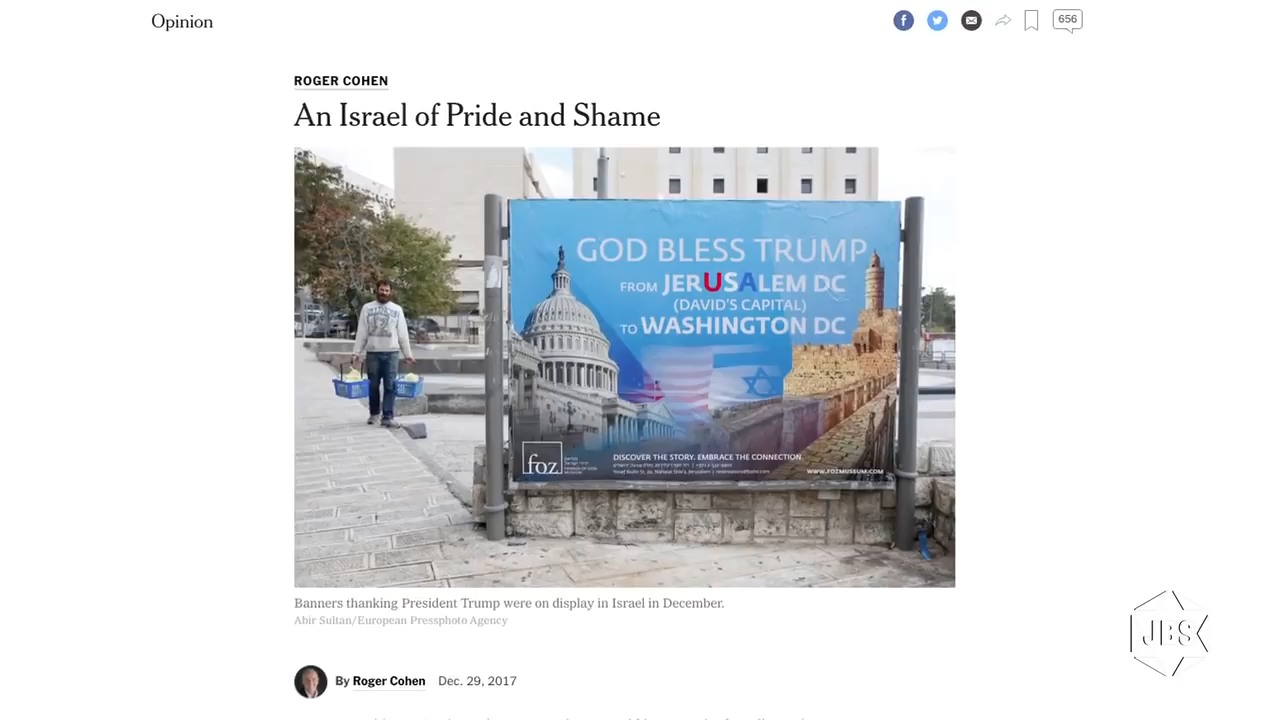 Opinion
656
ROGER COHEN
An Israel of Pride and Shame
GOD BLESS TRUMP
FROM JERUSALEM DC
(DAVID'S CAPITAL)
TO WASHINGTON DC
foz
DISCOVER THE STORY. EMBRACE THE CONNECTION
WWW.FOZMUSEUM.COM
Banners thanking President Trump were on display in Israel in December.
Abir Sultan/European Pressphoto Agency
By Roger Cohen Dec. 29, 2017
JBS